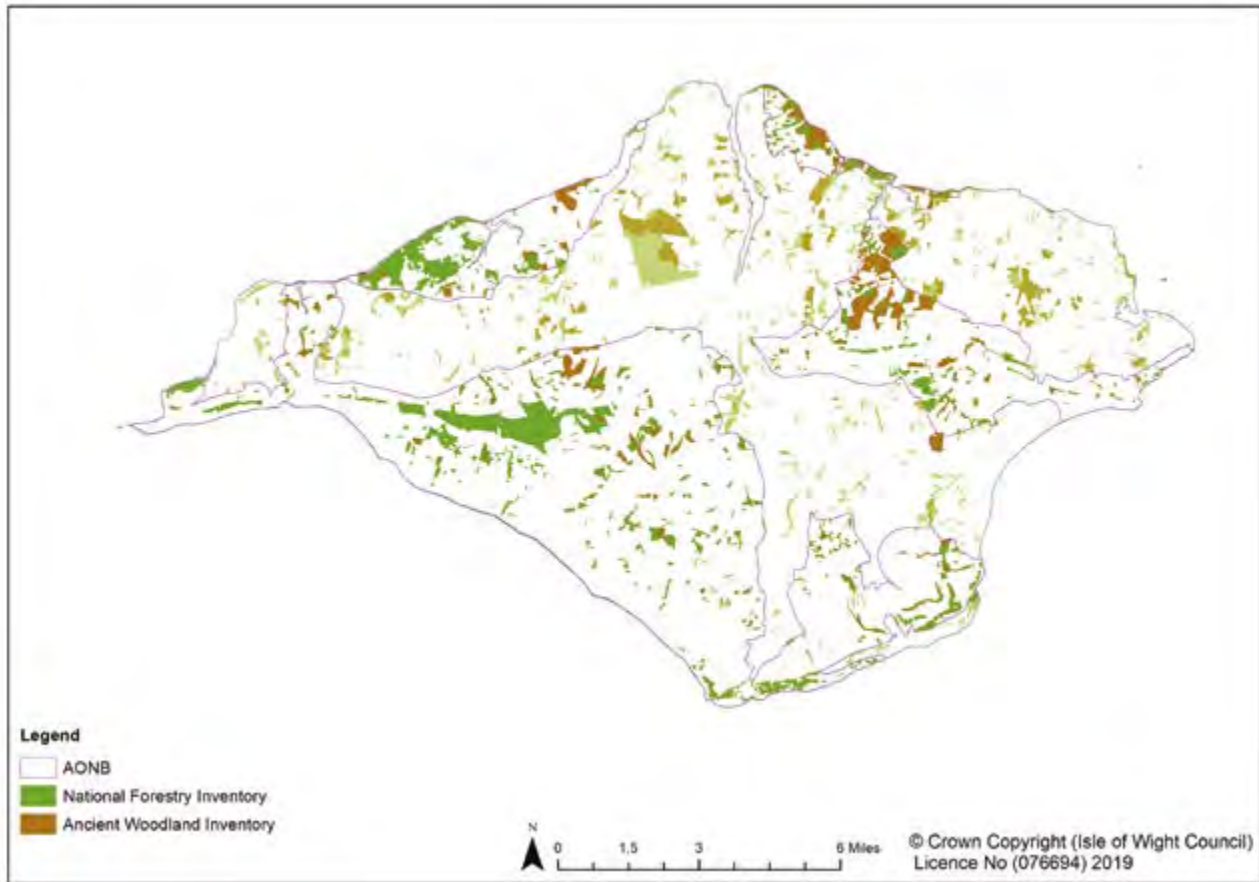 Legend
AONB
National Forestry Inventory
Ancient Woodland Inventory
N
0 1.5 3 6 Miles
© Crown Copyright (Isle of Wight Council)
Licence No (076694) 2019